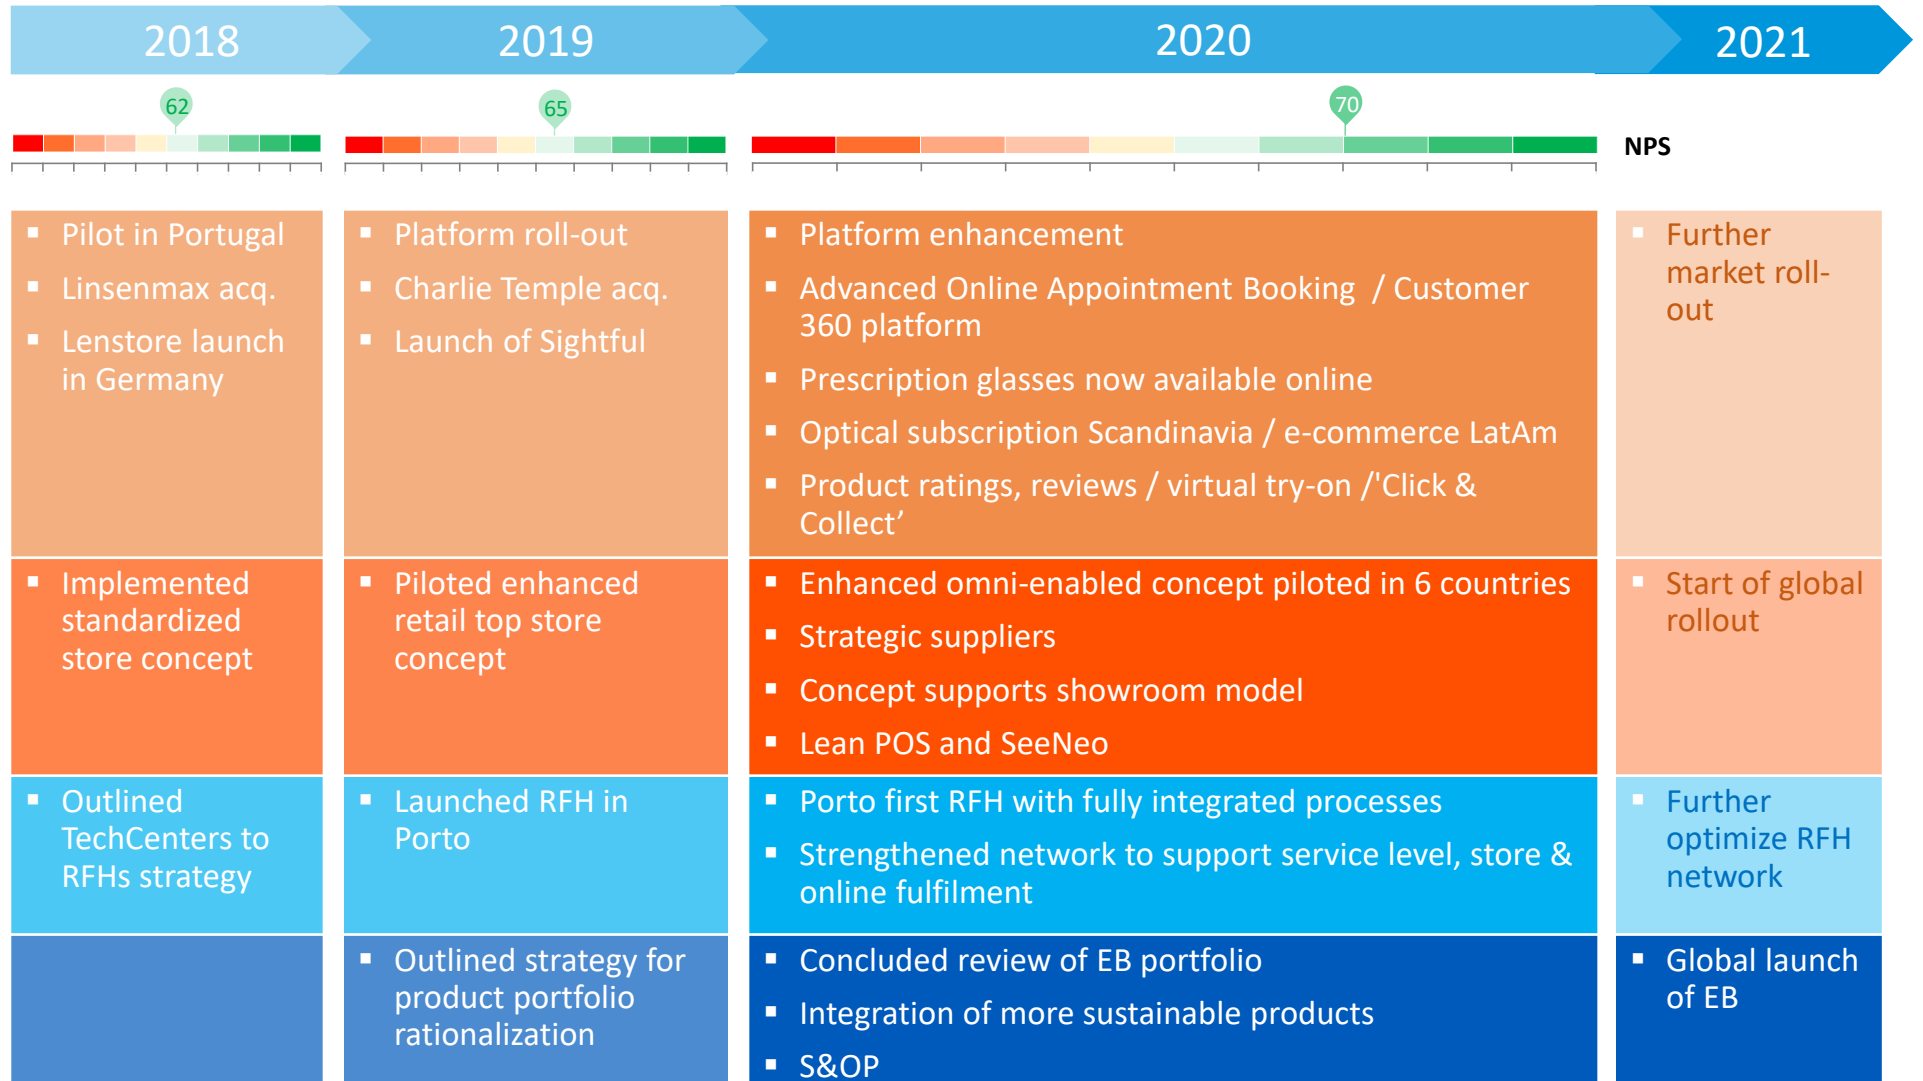 2018
2019
2020
2021
62
65
70
NPS
▪ Pilot in Portugal
▪ Linsenmax acq.
▪ Lenstore launch
in Germany
▪ Platform roll-out
▪ Charlie Temple acq.
▪ Launch of Sightful
▪ Platform enhancement
▪ Advanced Online Appointment Booking / Customer
360 platform
▪ Prescription glasses now available online
▪ Optical subscription Scandinavia / e-commerce LatAm
▪ Product ratings, reviews / virtual try-on /'Click &
Collect’
▪ Further
market roll-
out
▪ Implemented
standardized
store concept
▪ Piloted enhanced
retail top store
concept
▪ Enhanced omni-enabled concept piloted in 6 countries
▪ Strategic suppliers
▪ Concept supports showroom model
▪ Lean POS and SeeNeo
▪ Start of global
rollout
▪ Outlined
TechCenters to
RFHs strategy
▪ Launched RFH in
Porto
▪ Porto first RFH with fully integrated processes
▪ Strengthened network to support service level, store &
online fulfilment
▪ Further
optimize RFH
network
▪ Outlined strategy for
product portfolio
rationalization
▪ Concluded review of EB portfolio
▪ Integration of more sustainable products
▪ S&OP
▪ Global launch
of EB